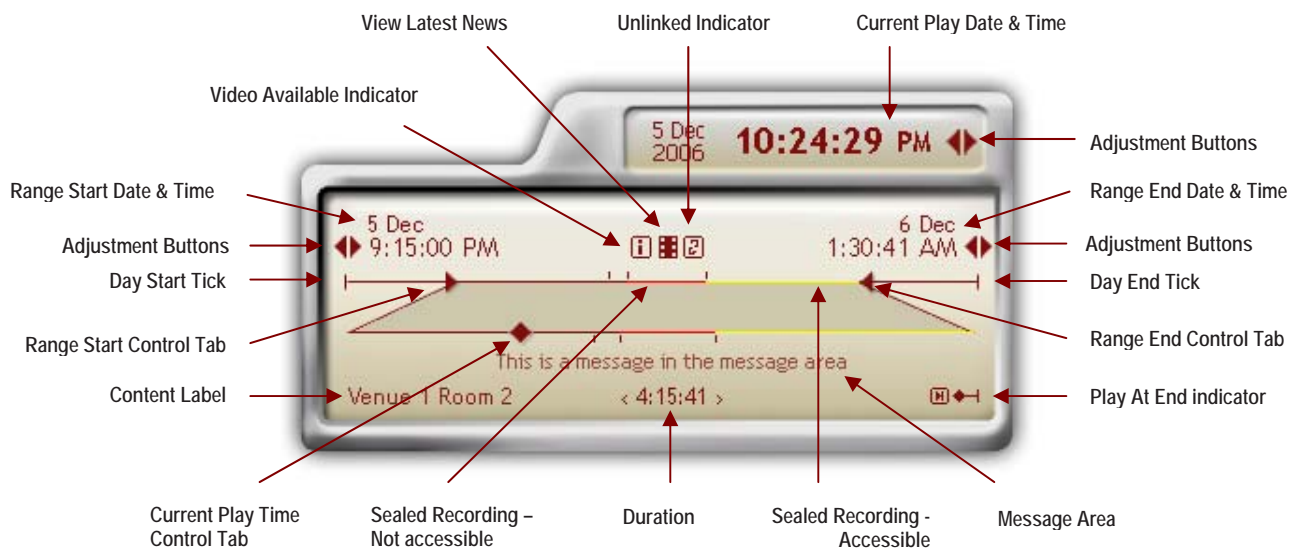 View Latest News
Unlinked Indicator
Current Play Date & Time
Video Available Indicator
5 Dec
2006
10:24:29 PM
Adjustment Buttons
Range Start Date & Time
Range End Date & Time
5 Dec
6 Dec
Adjustment Buttons
9:15:00 PM
i
1:30:41 AM
Adjustment Buttons
Day Start Tick
Day End Tick
Range Start Control Tab
Range End Control Tab
This is a message in the message area
Content Label
Venue 1 Room 2
< 4:15:41 >
Play At End indicator
Current Play Time
Control Tab
Sealed Recording –
Not accessible
Duration
Sealed Recording -
Accessible
Message Area